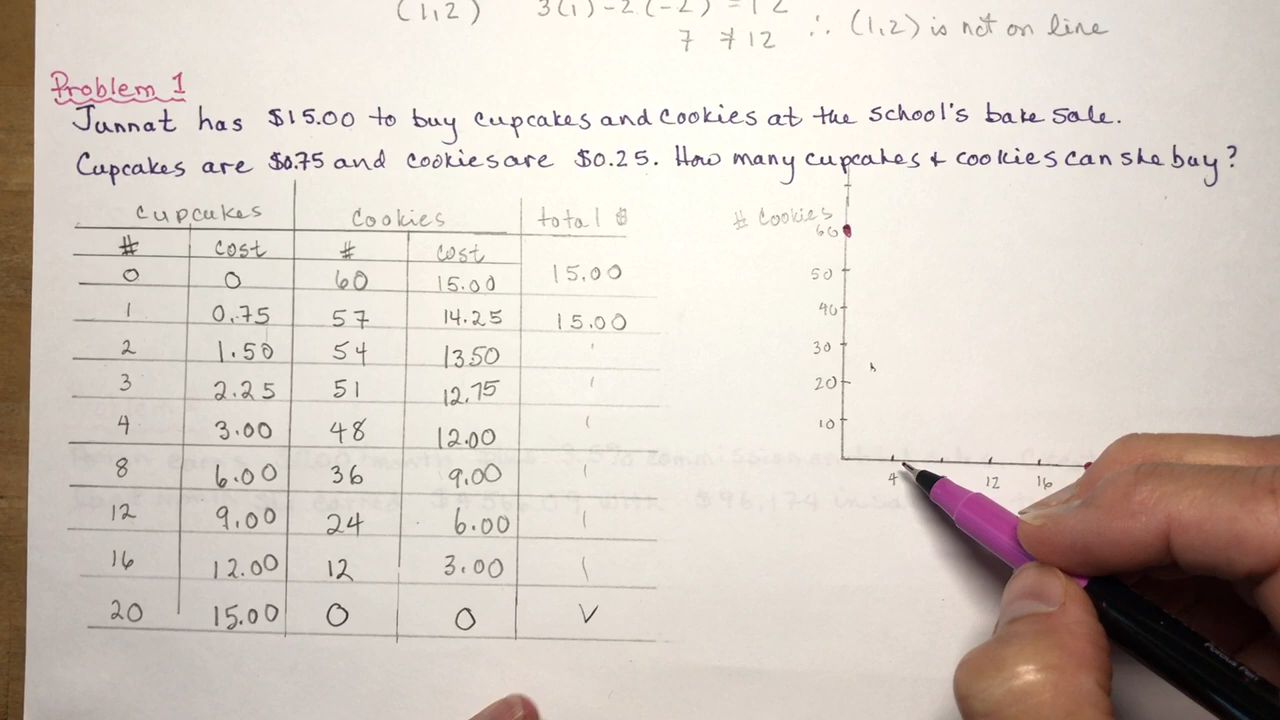 (1,2) 3(1)-2(-2) = 12
7 ≠ 12 ∴ (1,2) is not on line
Problem 1
Junnat has $15.00 to buy cupcakes and cookies at the school's bake sale.
Cupcakes are $0.75 and cookies are $0.25. How many cupcakes + cookies can she buy?
cupcakes cookies total $
# cost # cost
0 0 60 15.00 15.00
1 0.75 57 14.25 15.00
2 1.50 54 13.50
3 2.25 51 12.75
4 3.00 48 12.00
8 6.00 36 9.00
12 9.00 24 6.00
16 12.00 12 3.00
20 15.00 0 0
# Cookies
60
50
40
30
20
10
4 12 16